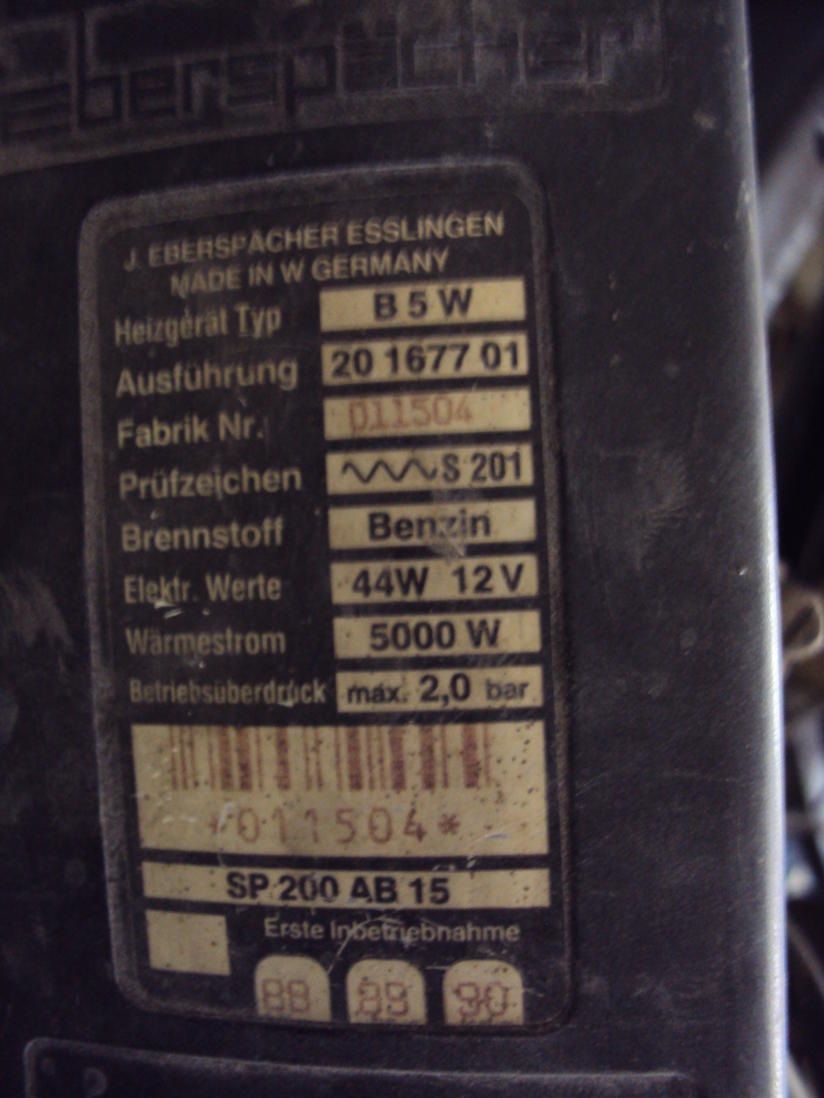 Eberspächer
J. EBERSPÄCHER ESSLINGEN
MADE IN W GERMANY
Heizgerät Typ B 5 W
Ausführung 20 1677 01
Fabrik Nr. 011504
Prüfzeichen S 201
Brennstoff Benzin
Elektr. Werte 44W 12V
Wärmestrom 5000 W
Betriebsüberdruck max. 2,0 bar
*011504*
SP 200 AB 15
Erste Inbetriebnahme
88 89 90